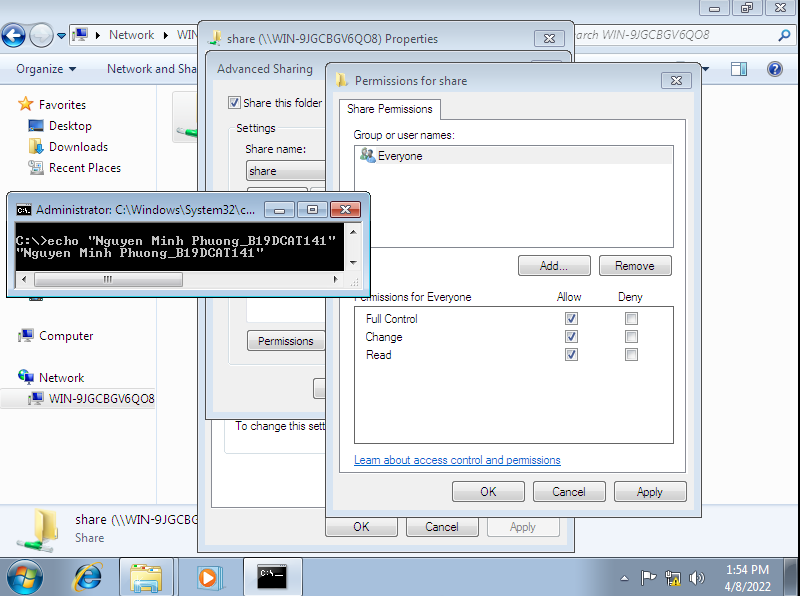 Network
WIN
arch WIN-9JGCBGV6QO8
share (\\WIN-9JGCBGV6QO8) Properties
Organize
Network and Sha
Advanced Sharing
Permissions for share
Favorites
Desktop
Downloads
Recent Places
Share this folder
Settings
Share name:
share
Share Permissions
Group or user names:
Everyone
Administrator: C:\Windows\System32\c...
C:\>echo "Nguyen Minh Phuong_B19DCAT141"
"Nguyen Minh Phuong_B19DCAT141"
Add...
Remove
rmissions for Everyone
Allow
Deny
Full Control
Change
Read
Permissions
Computer
Network
WIN-9JGCBGV6QO8
To change this sett
Learn about access control and permissions
OK
Cancel
Apply
OK
Cancel
Apply
share (\\WIN-9JGCBG
Share
C:\_
1:54 PM
4/8/2022